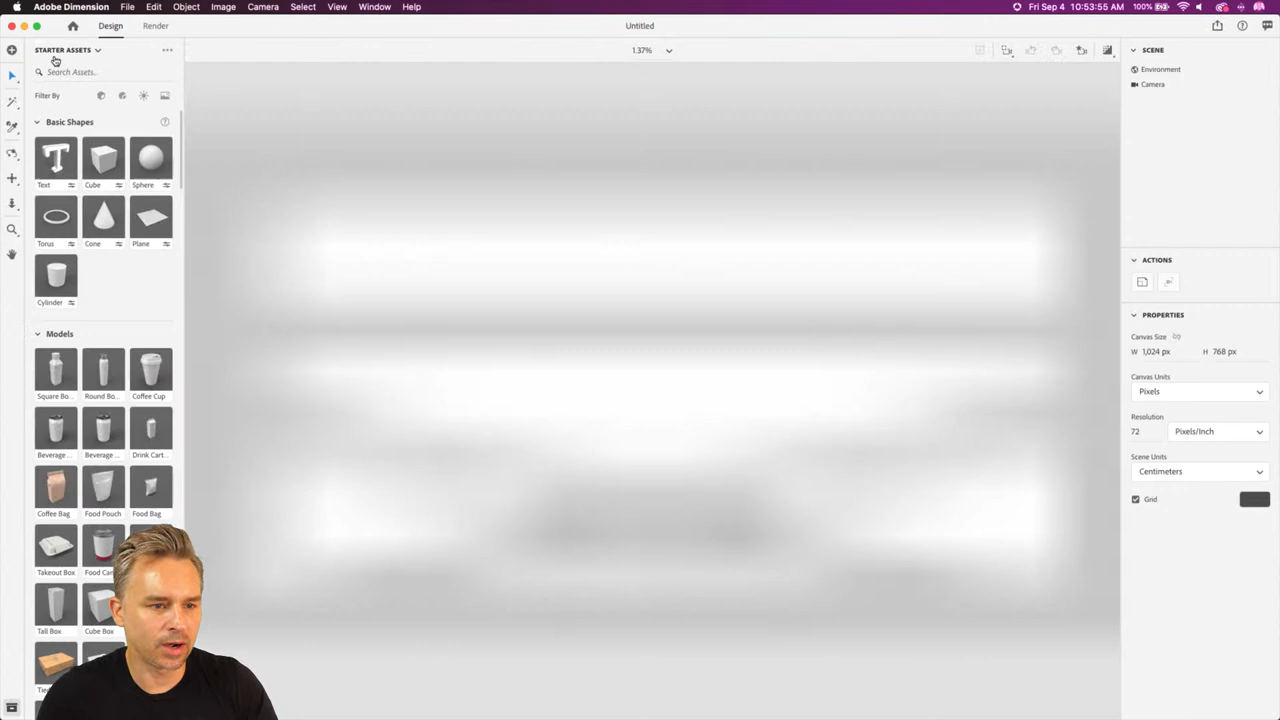 Adobe Dimension File Edit Object Image Camera Select View Window Help 100% Fri Sep 4 10:53:55 AM
Design Render Untitled
STARTER ASSETS
1.37%
Search Assets..
Filter By
Basic Shapes
Text Cube Sphere
Torus Cone Plane
Cylinder
Models
Square Bo... Round Bo... Coffee Cup
Beverage ... Beverage ... Drink Cart...
Coffee Bag Food Pouch Food Bag
Takeout Box Food Can
Tall Box Cube Box
SCENE
Environment
Camera
ACTIONS
PROPERTIES
Canvas Size
W 1,024 px H 768 px
Canvas Units
Pixels
Resolution
72 Pixels/Inch
Scene Units
Centimeters
Grid